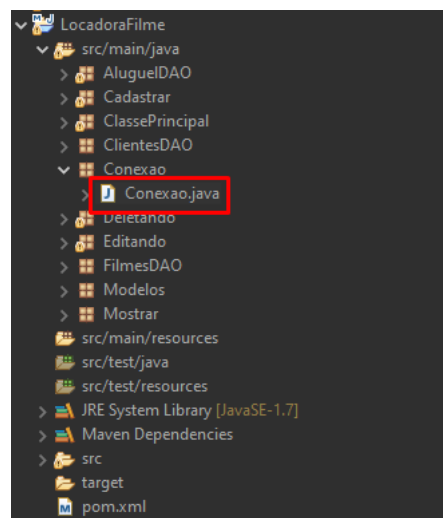 LocadoraFilme
src/main/java
AluguelDAO
Cadastrar
ClassePrincipal
ClientesDAO
Conexao
Conexao.java
Deletando
Editando
FilmesDAO
Modelos
Mostrar
src/main/resources
src/test/java
src/test/resources
JRE System Library [JavaSE-1.7]
Maven Dependencies
src
target
pom.xml